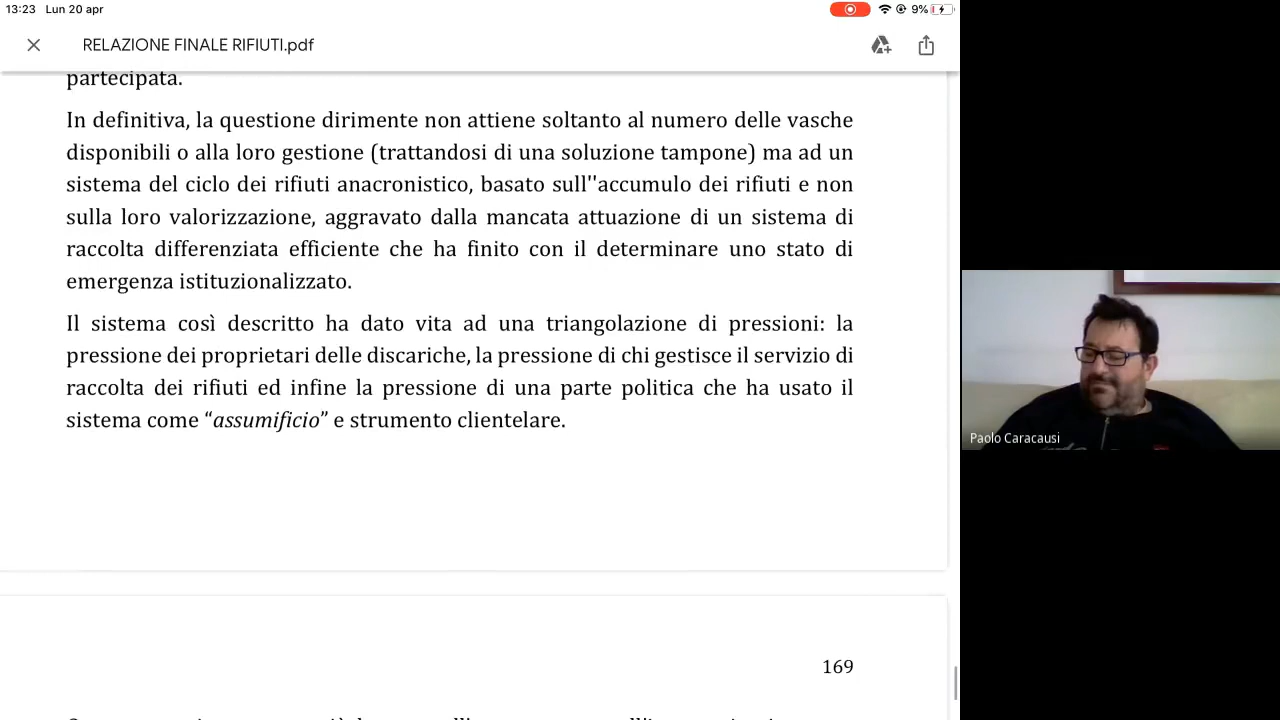 13:23 Lun 20 apr
9%
RELAZIONE FINALE RIFIUTI.pdf
partecipata.
In definitiva, la questione dirimente non attiene soltanto al numero delle vasche
disponibili o alla loro gestione (trattandosi di una soluzione tampone) ma ad un
sistema del ciclo dei rifiuti anacronistico, basato sull''accumulo dei rifiuti e non
sulla loro valorizzazione, aggravato dalla mancata attuazione di un sistema di
raccolta differenziata efficiente che ha finito con il determinare uno stato di
emergenza istituzionalizzato.
Il sistema così descritto ha dato vita ad una triangolazione di pressioni: la
pressione dei proprietari delle discariche, la pressione di chi gestisce il servizio di
raccolta dei rifiuti ed infine la pressione di una parte politica che ha usato il
sistema come “assumificio” e strumento clientelare.
169
Paolo Caracausi